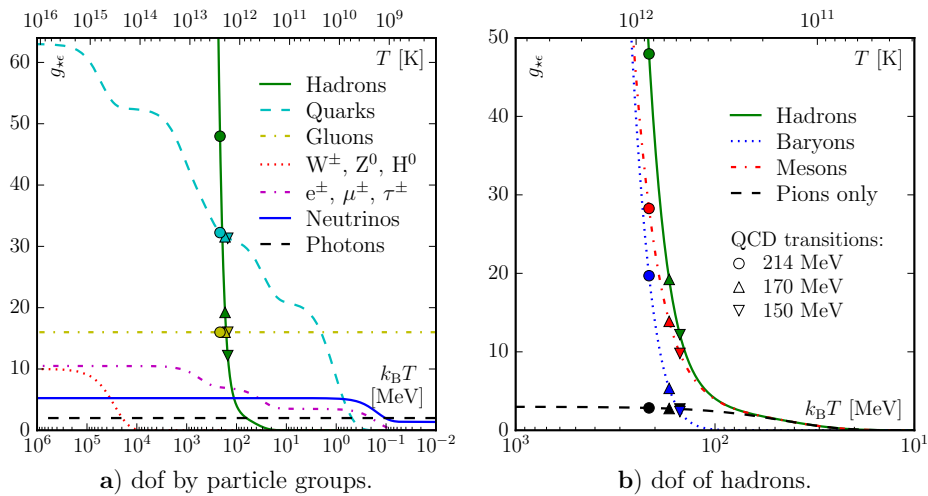 10^16 10^15 10^14 10^13 10^12 10^11 10^10 10^9
T [K]
g⋆ϵ
60
50
40
30
20
10
0
Hadrons
Quarks
Gluons
W^±, Z^0, H^0
e^±, μ^±, τ^±
Neutrinos
Photons
k_B T
[MeV]
10^6 10^5 10^4 10^3 10^2 10^1 10^0 10^-1 10^-2
a) dof by particle groups.
10^12 10^11
T [K]
g⋆ϵ
50
40
30
20
10
0
Hadrons
Baryons
Mesons
Pions only
QCD transitions:
214 MeV
170 MeV
150 MeV
k_B T [MeV]
10^3 10^2 10^1
b) dof of hadrons.